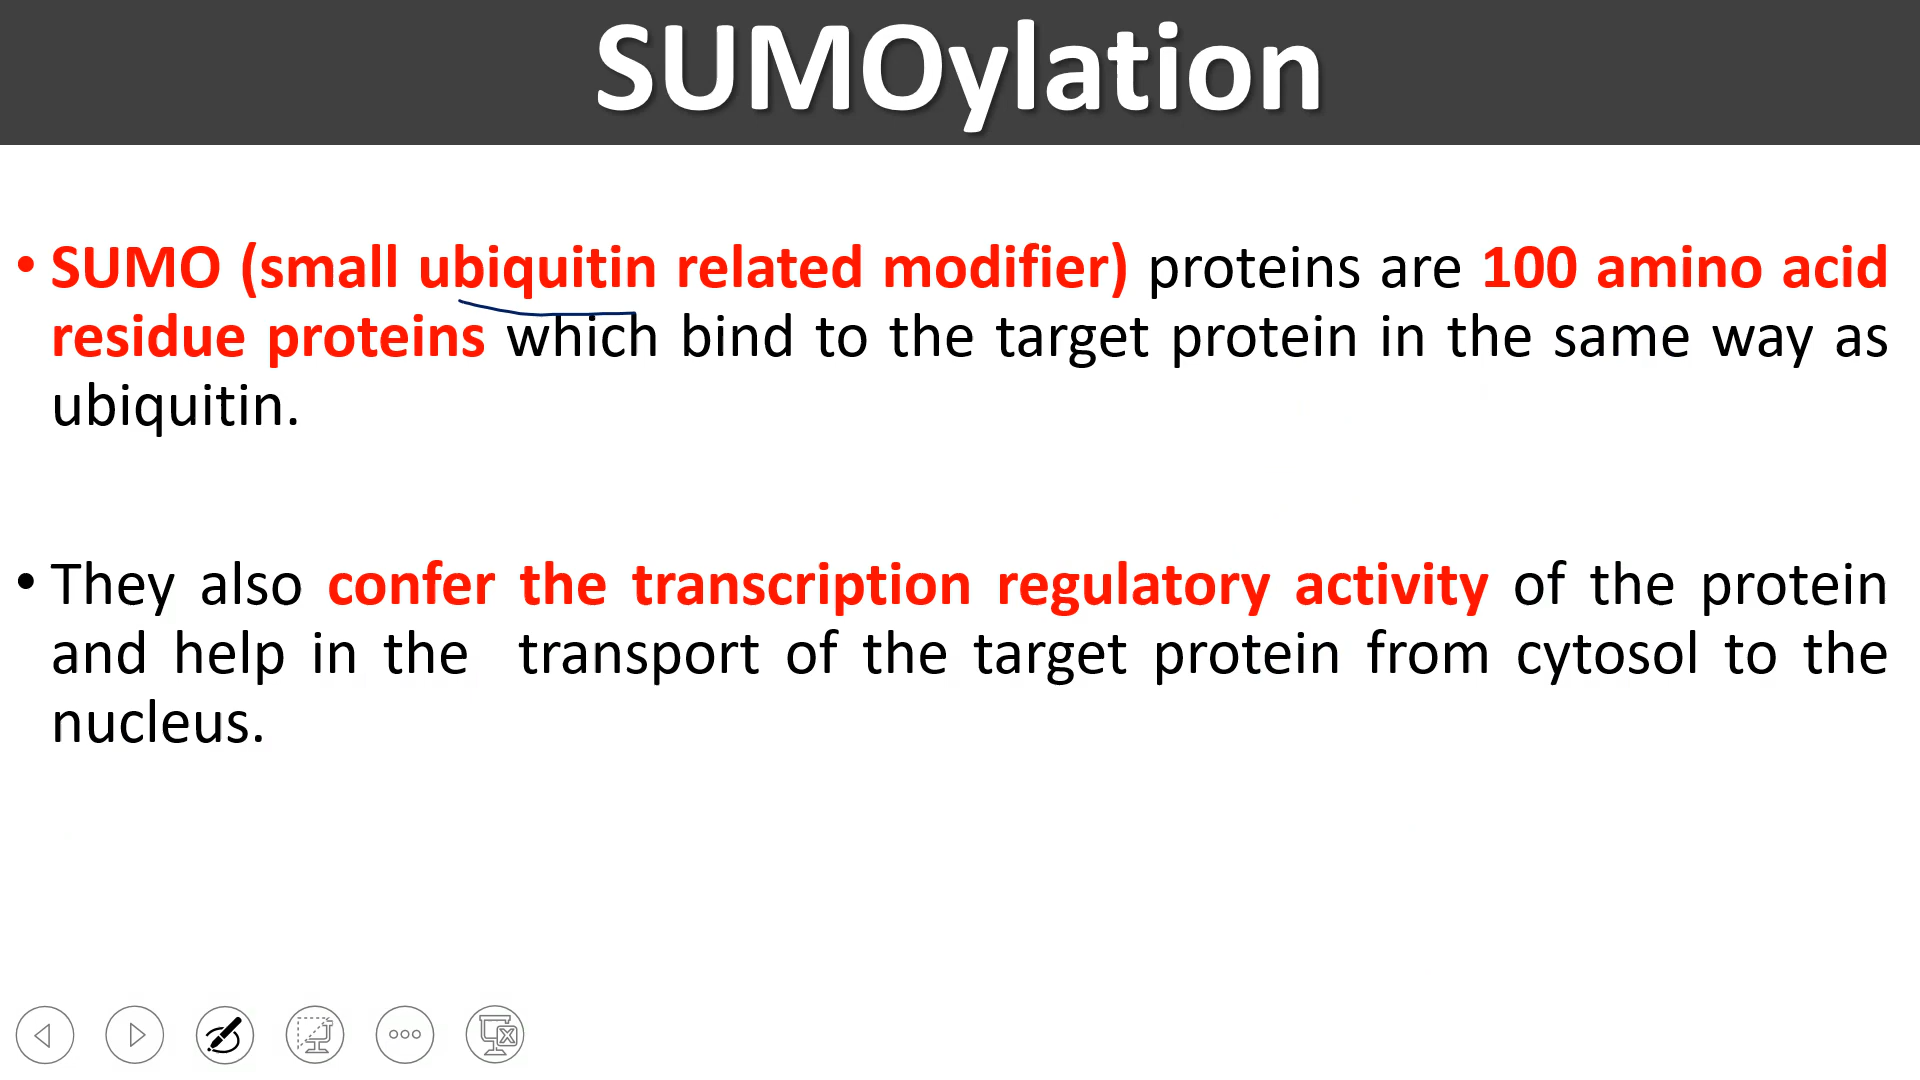 SUMOylation
• SUMO (small ubiquitin related modifier) proteins are 100 amino acid
residue proteins which bind to the target protein in the same way as
ubiquitin.
• They also confer the transcription regulatory activity of the protein
and help in the transport of the target protein from cytosol to the
nucleus.